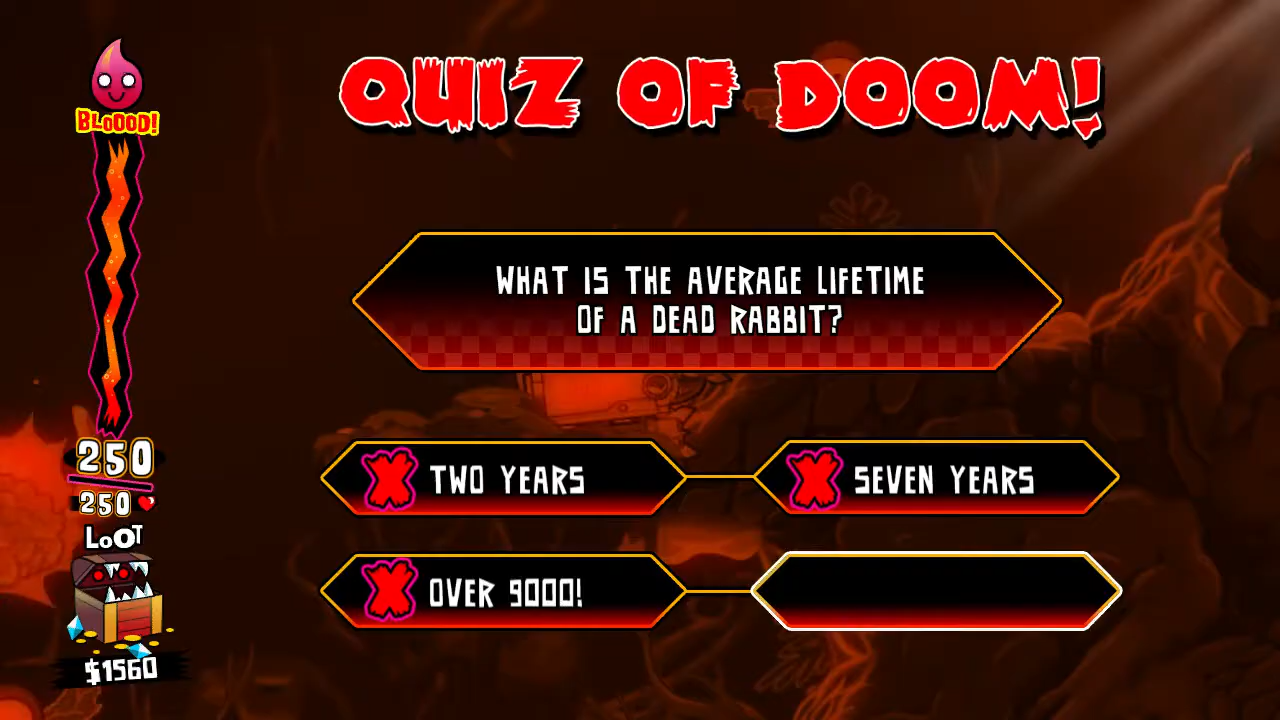 QUIZ OF DOOM!
BLOOOD!
WHAT IS THE AVERAGE LIFETIME
OF A DEAD RABBIT?
250
250
LOOT
$1560
X TWO YEARS
X SEVEN YEARS
X OVER 9000!